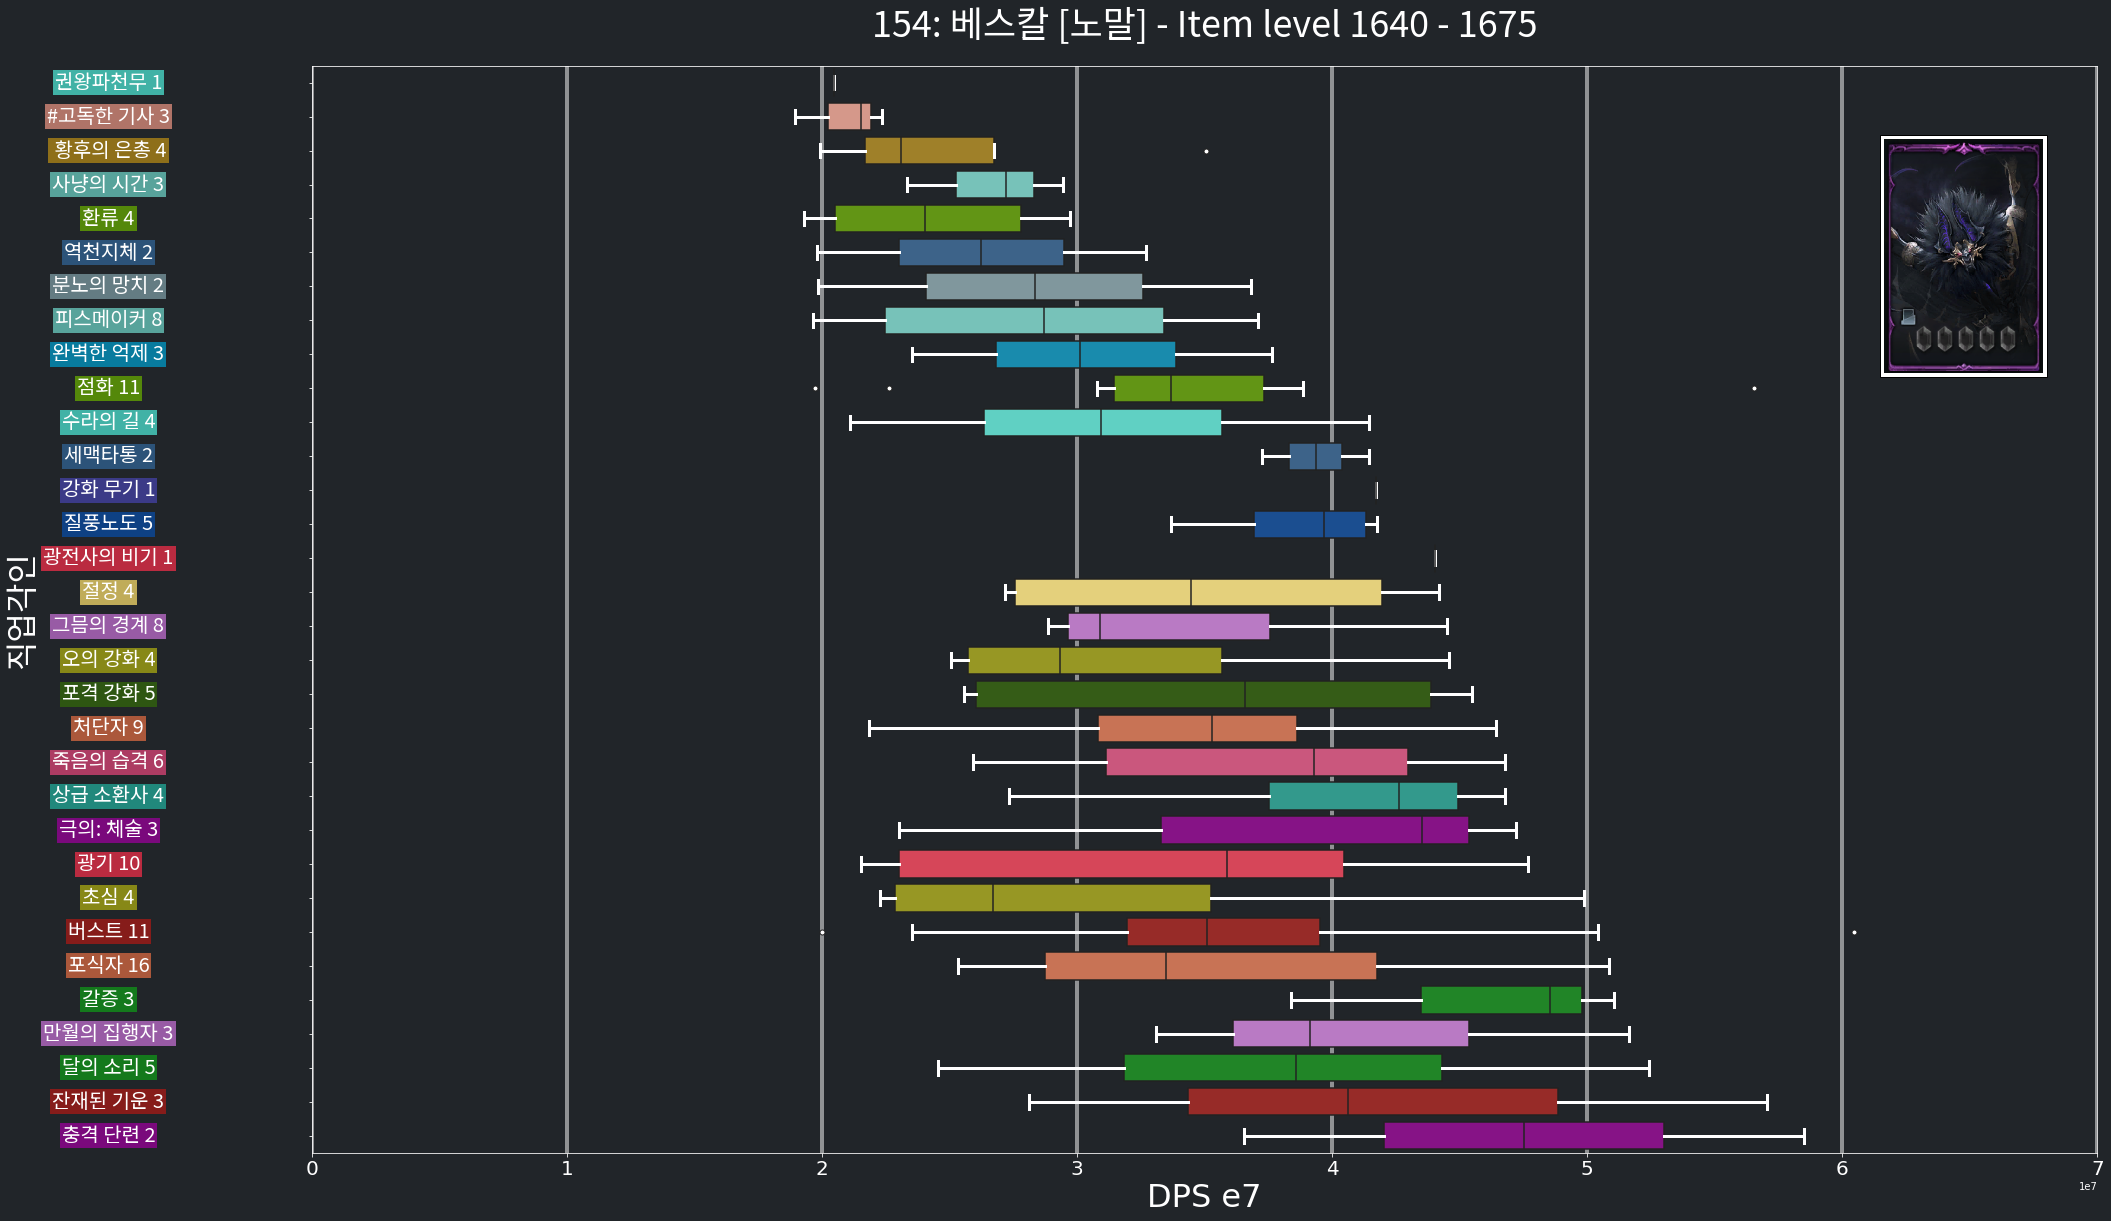 154: 베스칼 [노말] - Item level 1640 - 1675
직업각인
권왕파천무 1
#고독한 기사 3
황후의 은총 4
사냥의 시간 3
환류 4
역천지체 2
분노의 망치 2
피스메이커 8
완벽한 억제 3
점화 11
수라의 길 4
세맥타통 2
강화 무기 1
질풍노도 5
광전사의 비기 1
절정 4
그믐의 경계 8
오의 강화 4
포격 강화 5
처단자 9
죽음의 습격 6
상급 소환사 4
극의: 체술 3
광기 10
초심 4
버스트 11
포식자 16
갈증 3
만월의 집행자 3
달의 소리 5
잔재된 기운 3
충격 단련 2
0 1 2 3 4 5 6 7
1e7
DPS e7